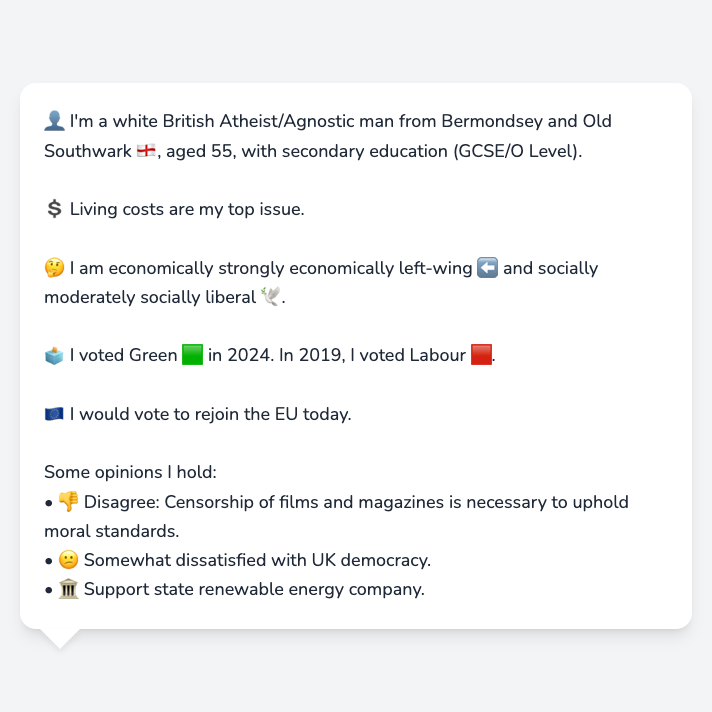 👤 I'm a white British Atheist/Agnostic man from Bermondsey and Old
Southwark 🏴󠁧󠁢󠁥󠁮󠁧󠁿, aged 55, with secondary education (GCSE/O Level).
💲 Living costs are my top issue.
🤔 I am economically strongly economically left-wing ⬅️ and socially
moderately socially liberal 🕊️.
🗳️ I voted Green 🟩 in 2024. In 2019, I voted Labour 🟥.
🇪🇺 I would vote to rejoin the EU today.
Some opinions I hold:
• 👎 Disagree: Censorship of films and magazines is necessary to uphold
moral standards.
• 🙁 Somewhat dissatisfied with UK democracy.
• 🏛️ Support state renewable energy company.